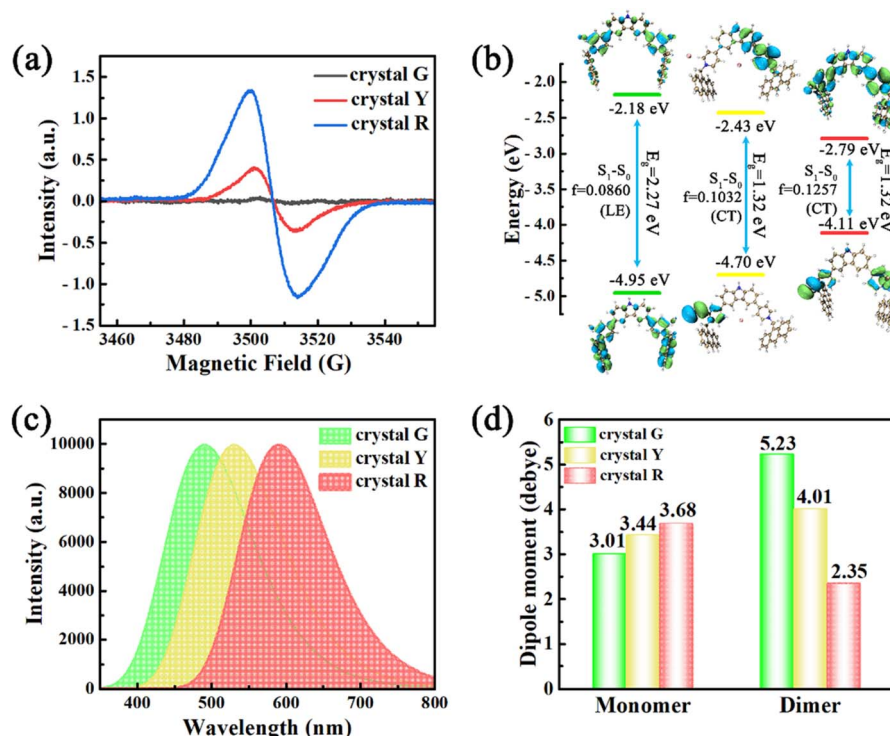 (a)
crystal G
crystal Y
crystal R
1.5
1.0
0.5
0.0
-0.5
-1.0
-1.5
Intensity (a.u.)
3460 3480 3500 3520 3540
Magnetic Field (G)
(b)
-2.0
-2.5
-3.0
-3.5
-4.0
-4.5
-5.0
Energy (eV)
-2.18 eV
S1-S0
f=0.0860
(LE)
Eg=2.27 eV
-4.95 eV
-2.43 eV
S1-S0
f=0.1032
(CT)
Eg=1.32 eV
-4.70 eV
-2.79 eV
S1-S0
f=0.1257
(CT)
Eg=1.32 eV
-4.11 eV
(c)
crystal G
crystal Y
crystal R
10000
8000
6000
4000
2000
0
Intensity (a.u.)
400 500 600 700 800
Wavelength (nm)
(d)
crystal G
crystal Y
crystal R
6
5
4
3
2
1
0
Dipole moment (debye)
3.01
3.44
3.68
5.23
4.01
2.35
Monomer Dimer